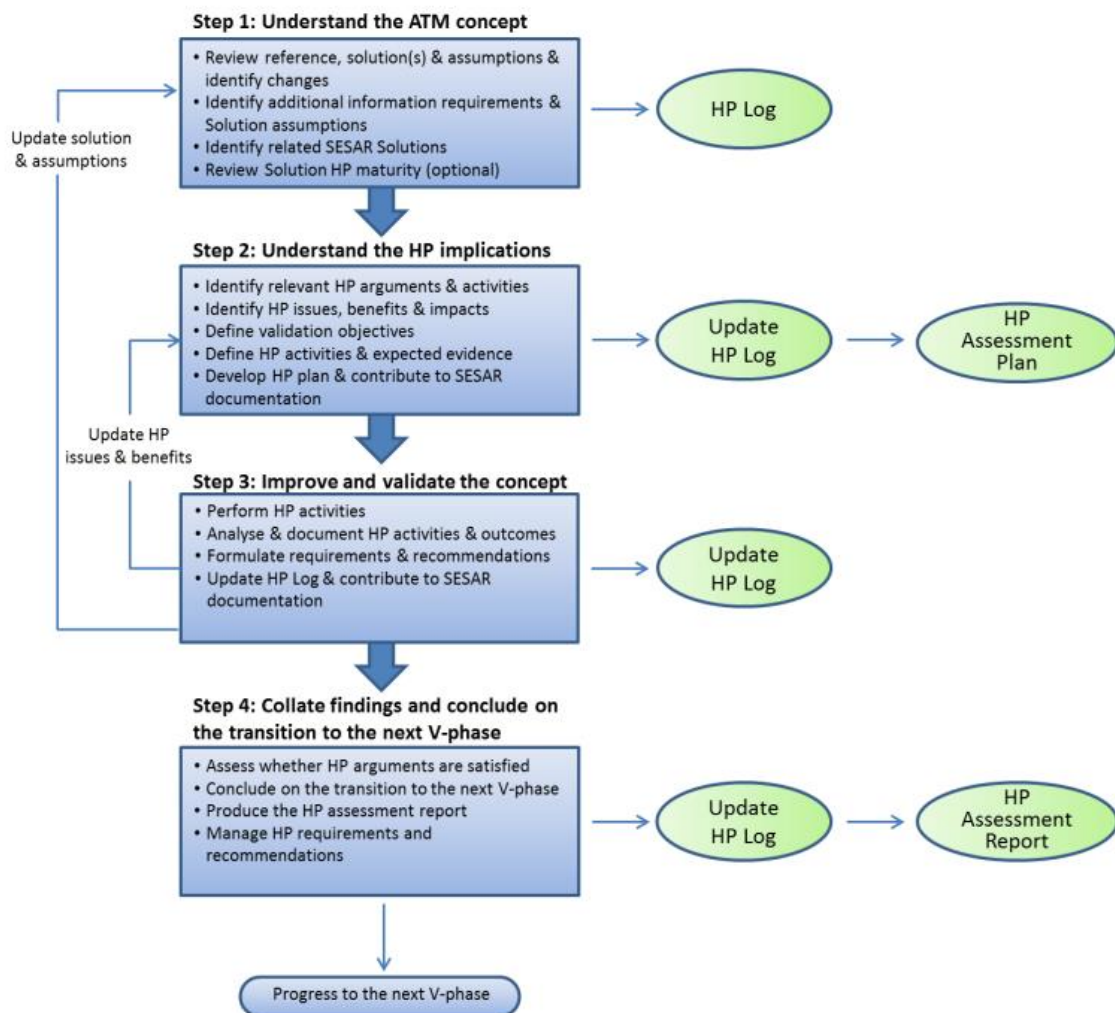 Step 1: Understand the ATM concept
• Review reference, solution(s) & assumptions &
identify changes
• Identify additional information requirements &
Solution assumptions
• Identify related SESAR Solutions
• Review Solution HP maturity (optional)
HP Log
Update solution
& assumptions
Step 2: Understand the HP implications
• Identify relevant HP arguments & activities
• Identify HP issues, benefits & impacts
• Define validation objectives
• Define HP activities & expected evidence
• Develop HP plan & contribute to SESAR
documentation
Update
HP Log
HP
Assessment
Plan
Update HP
issues & benefits
Step 3: Improve and validate the concept
• Perform HP activities
• Analyse & document HP activities & outcomes
• Formulate requirements & recommendations
• Update HP Log & contribute to SESAR
documentation
Update
HP Log
Step 4: Collate findings and conclude on
the transition to the next V-phase
• Assess whether HP arguments are satisfied
• Conclude on the transition to the next V-phase
• Produce the HP assessment report
• Manage HP requirements and
recommendations
Update
HP Log
HP
Assessment
Report
Progress to the next V-phase